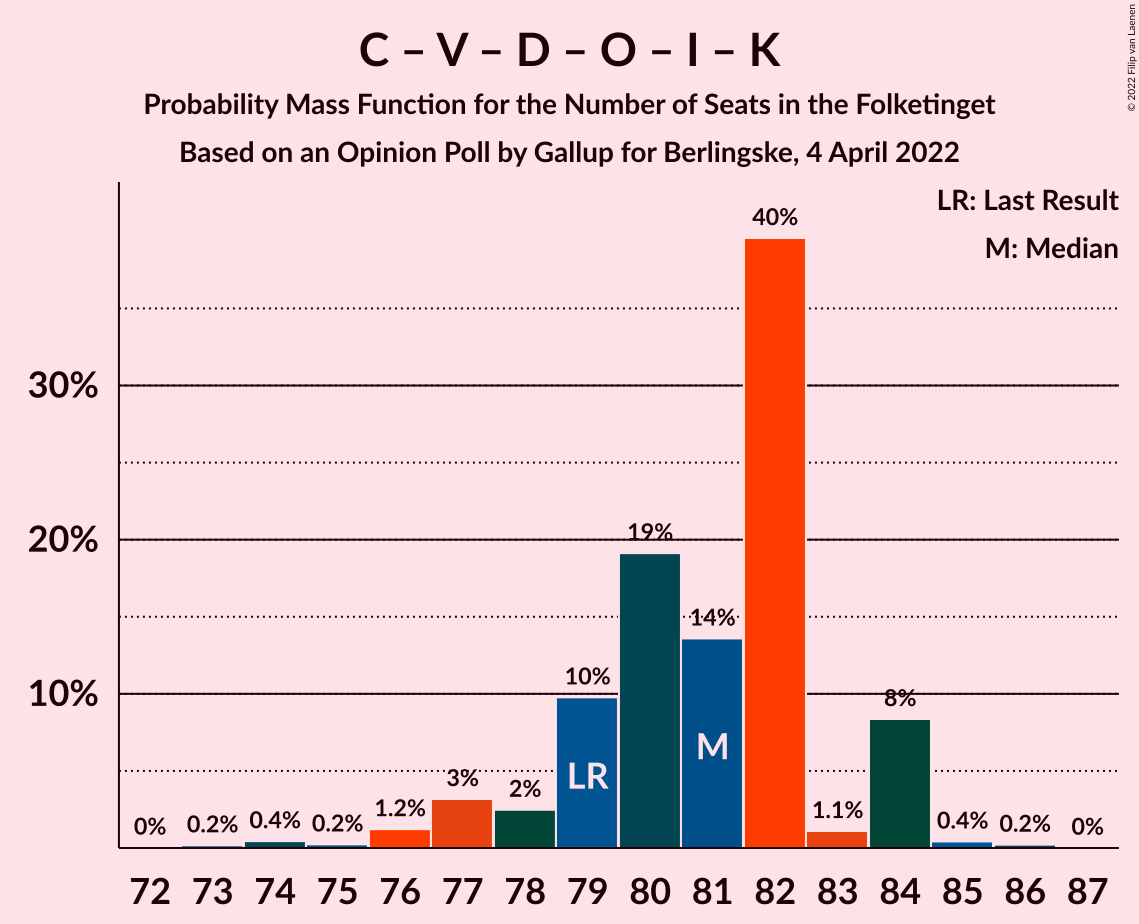 C – V – D – O – I – K
Probability Mass Function for the Number of Seats in the Folketinget
Based on an Opinion Poll by Gallup for Berlingske, 4 April 2022
© 2022 Filip van Laenen
LR: Last Result
M: Median
40%
30%
20%
19%
14%
10%
10%
8%
LR
M
3%
2%
1.2%
1.1%
0%
0.2%
0.4%
0.2%
0.4%
0.2%
0%
72 73 74 75 76 77 78 79 80 81 82 83 84 85 86 87